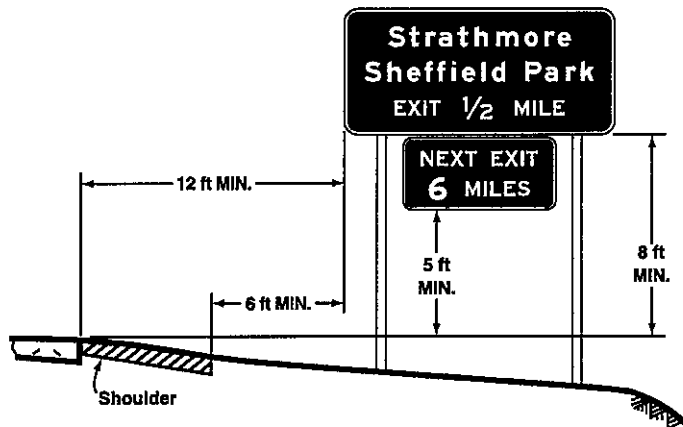 Strathmore
Sheffield Park
EXIT 1/2 MILE
NEXT EXIT
6 MILES
12 ft MIN.
6 ft MIN.
5 ft
MIN.
8 ft
MIN.
Shoulder